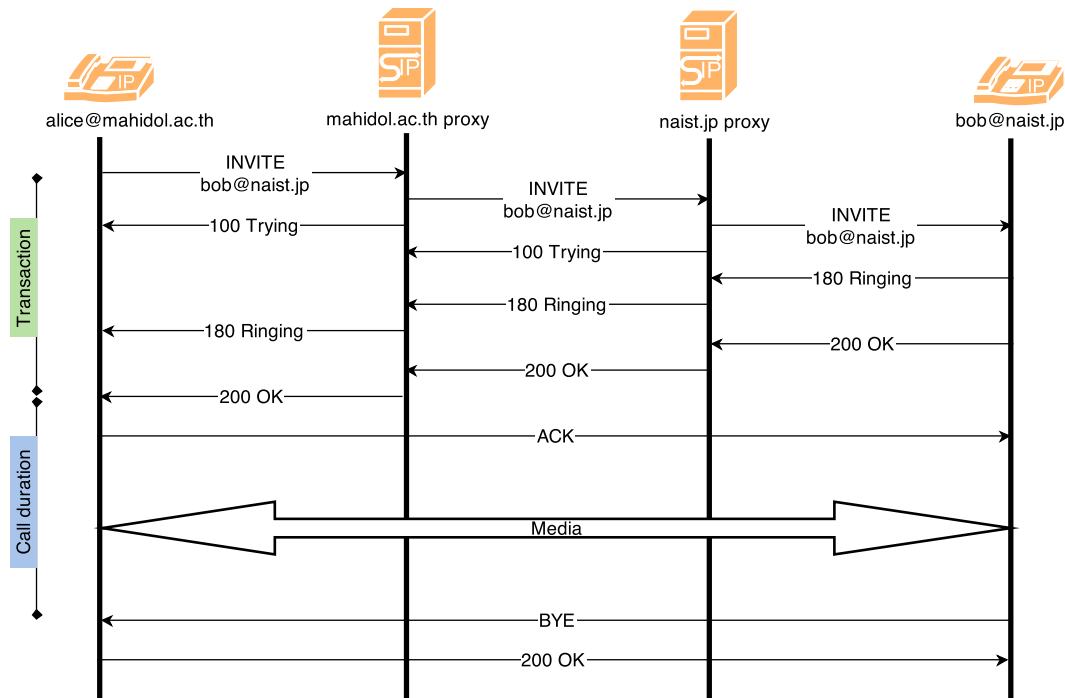 IP
SIP
SIP
IP
alice@mahidol.ac.th
mahidol.ac.th proxy
naist.jp proxy
bob@naist.jp
INVITE
bob@naist.jp
INVITE
bob@naist.jp
INVITE
bob@naist.jp
100 Trying
100 Trying
180 Ringing
180 Ringing
180 Ringing
200 OK
200 OK
200 OK
Transaction
ACK
Call duration
Media
BYE
200 OK